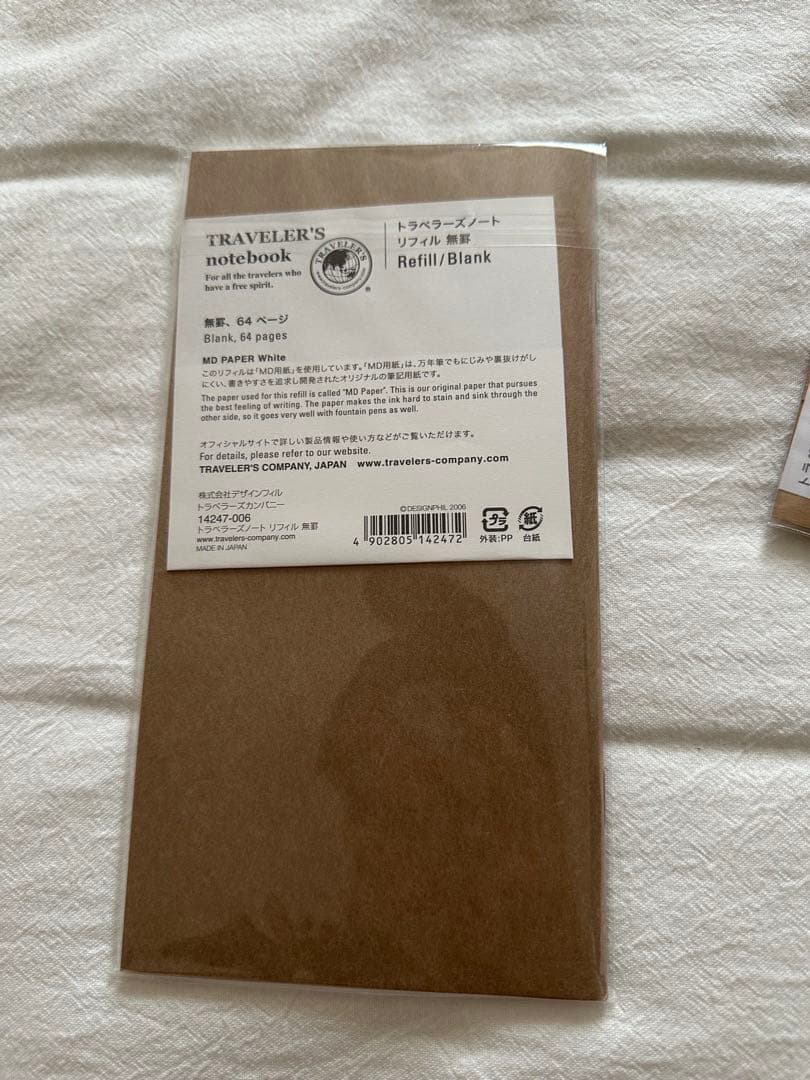 TRAVELER'S
notebook
For all the travelers who
have a free spirit.
TRAVELER'S
www.travelers-company.com
®
トラベラーズノート
リフィル 無罫
Refill/Blank
無罫、64 ページ
Blank, 64 pages
MD PAPER White
このリフィルは「MD用紙」を使用しています。「MD用紙」は、万年筆でもにじみや裏抜けがし
にくい、書きやすさを追求し開発されたオリジナルの筆記用紙です。
The paper used for this refill is called "MD Paper". This is our original paper that pursues
the best feeling of writing. The paper makes the ink hard to stain and sink through the
other side, so it goes very well with fountain pens as well.
オフィシャルサイトで詳しい製品情報や使い方などがご覧いただけます。
For details, please refer to our website.
TRAVELER'S COMPANY, JAPAN www.travelers-company.com
株式会社デザインフィル
トラベラーズカンパニー
14247-006
トラベラーズノート リフィル 無罫
www.travelers-company.com
MADE IN JAPAN
©DESIGNPHIL 2006
4 902805 142472
プラ
外装:PP
紙
台紙